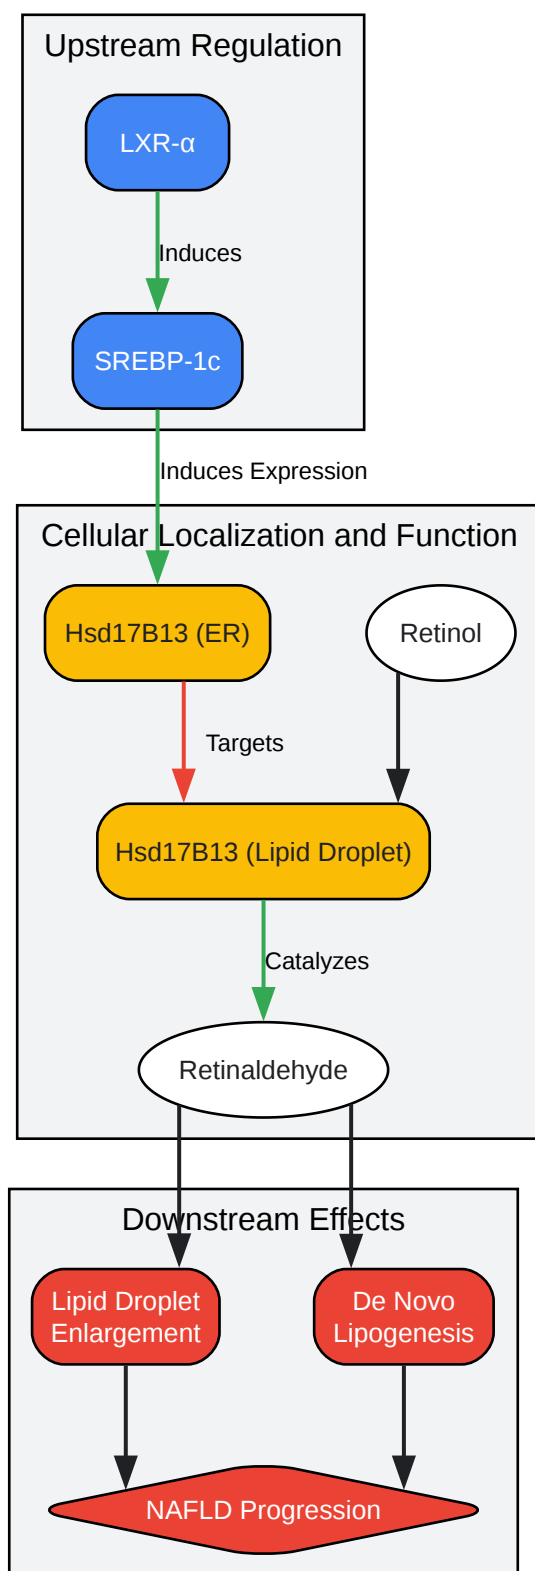 Upstream Regulation
LXR-α
Induces
SREBP-1c
Induces Expression
Cellular Localization and Function
Hsd17B13 (ER)
Retinol
Targets
Hsd17B13 (Lipid Droplet)
Catalyzes
Retinaldehyde
Downstream Effects
Lipid Droplet
Enlargement
De Novo
Lipogenesis
NAFLD Progression